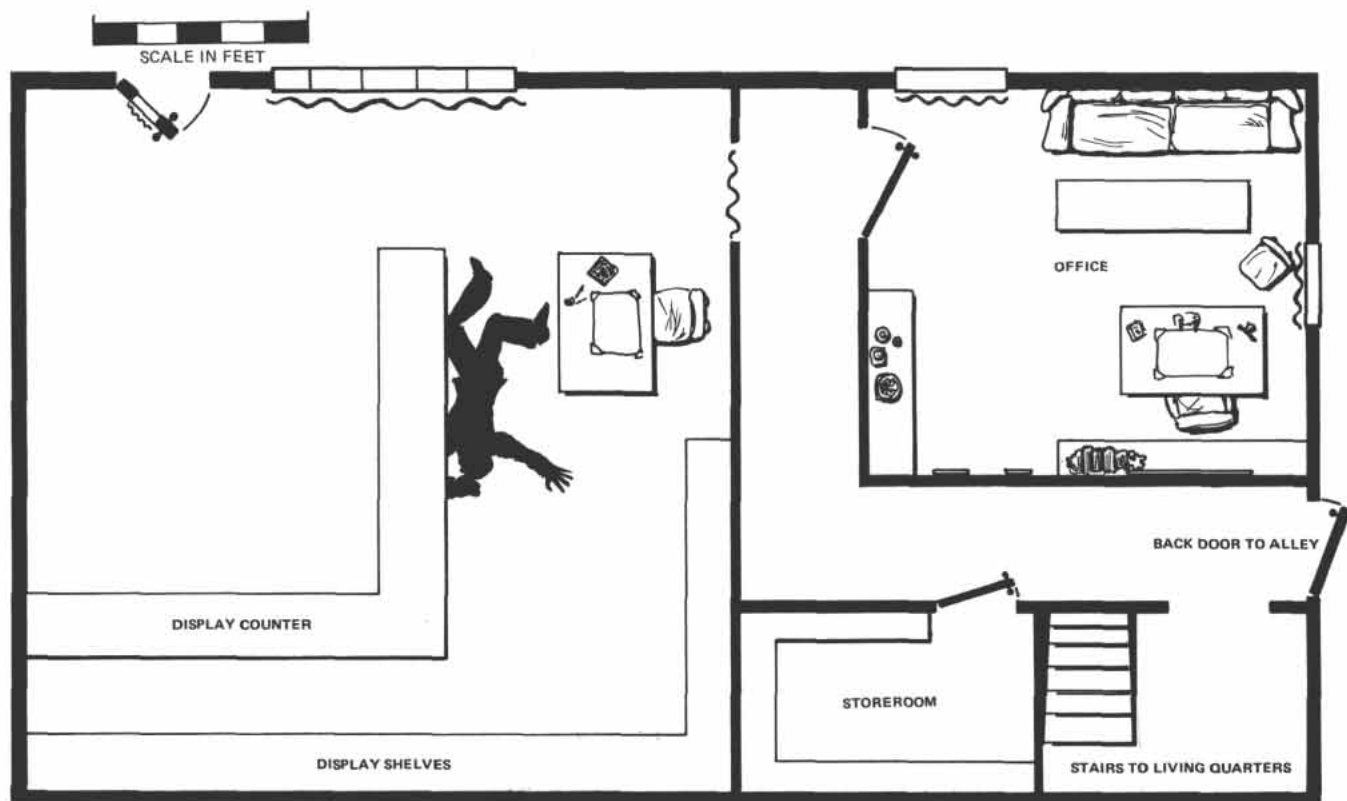 SCALE IN FEET
OFFICE
BACK DOOR TO ALLEY
DISPLAY COUNTER
STOREROOM
DISPLAY SHELVES
STAIRS TO LIVING QUARTERS